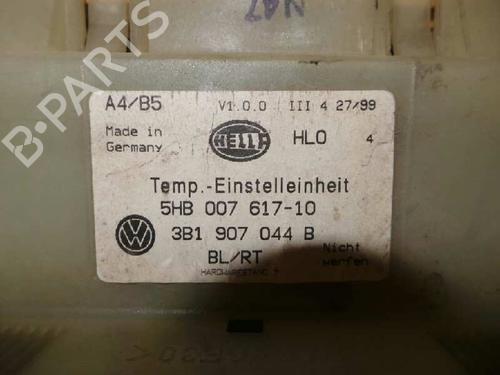 A4/B5 V1.0.0 III 4 27/99
Made in Germany
HELLA
HLO 4
Temp.-Einstelleinheit
5HB 007 617-10
3B1 907 044 B
BL/RT
Nicht werfen
HARDWARESTAND
B-PARTS